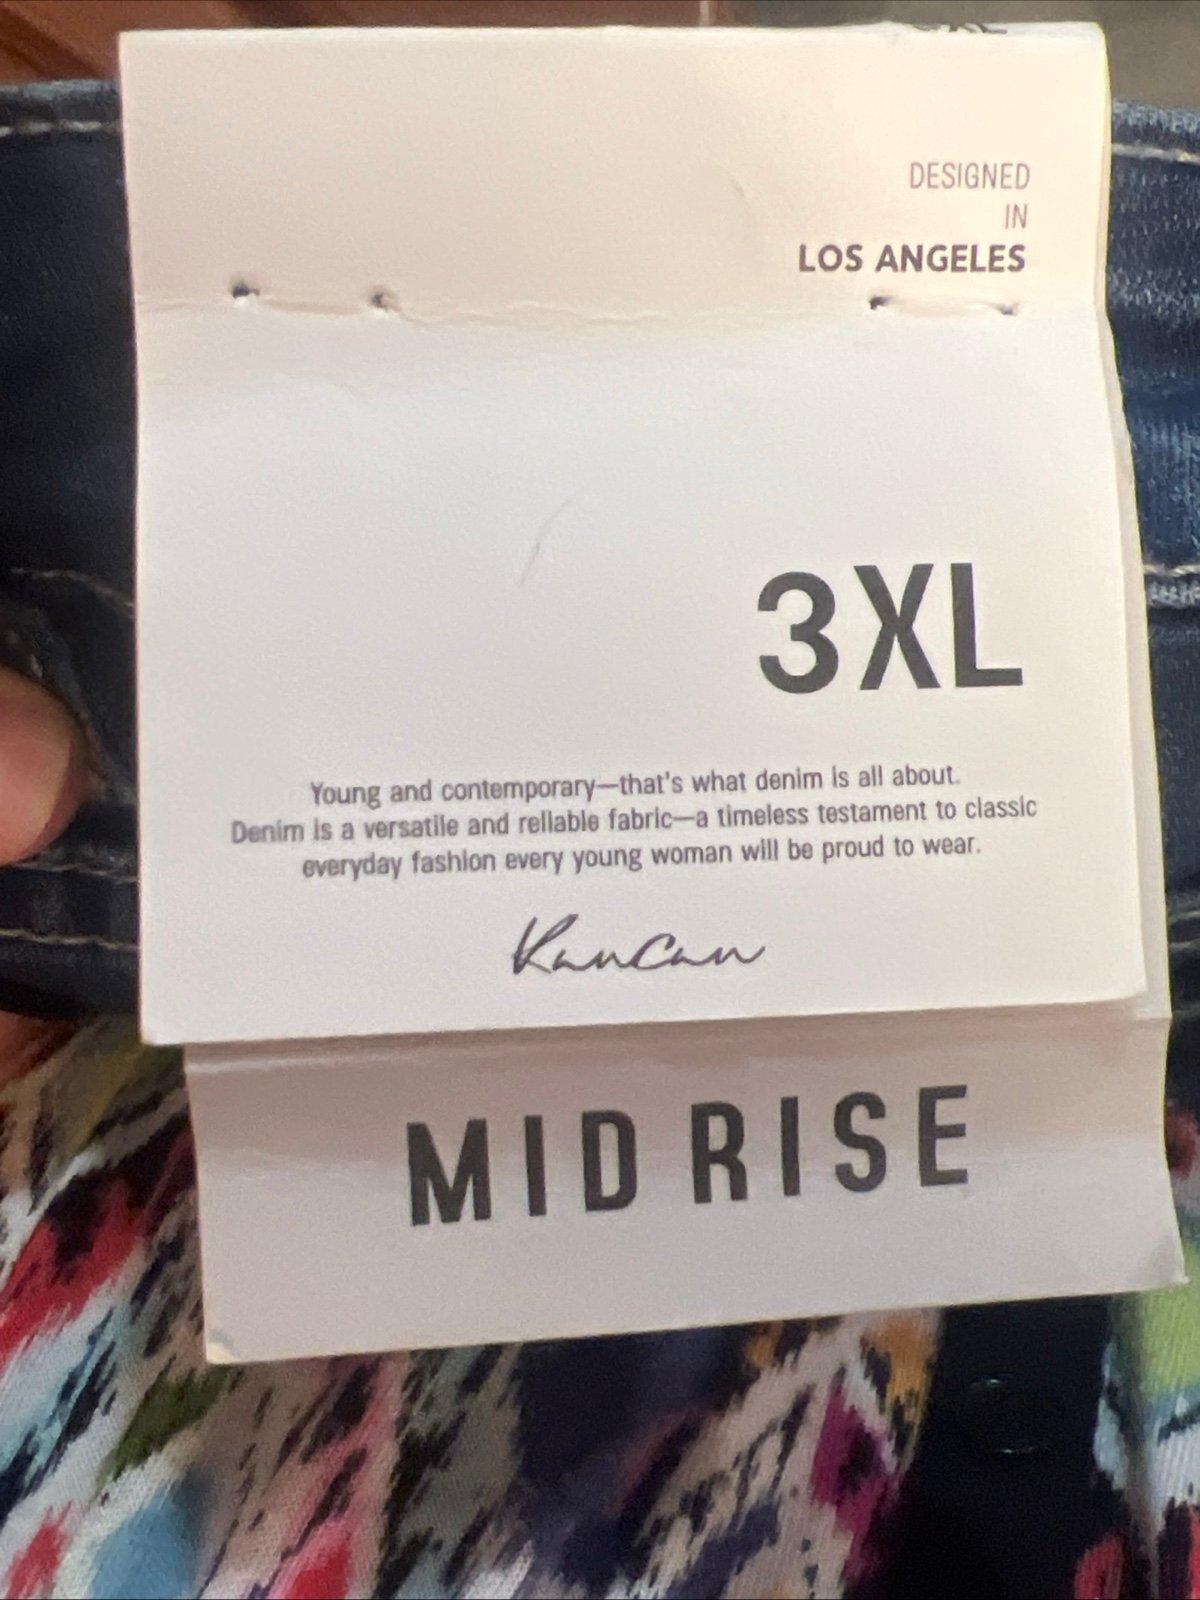 DESIGNED
IN
LOS ANGELES
3XL
Young and contemporary—that's what denim is all about.
Denim is a versatile and reliable fabric—a timeless testament to classic
everyday fashion every young woman will be proud to wear.
KanCan
MID RISE